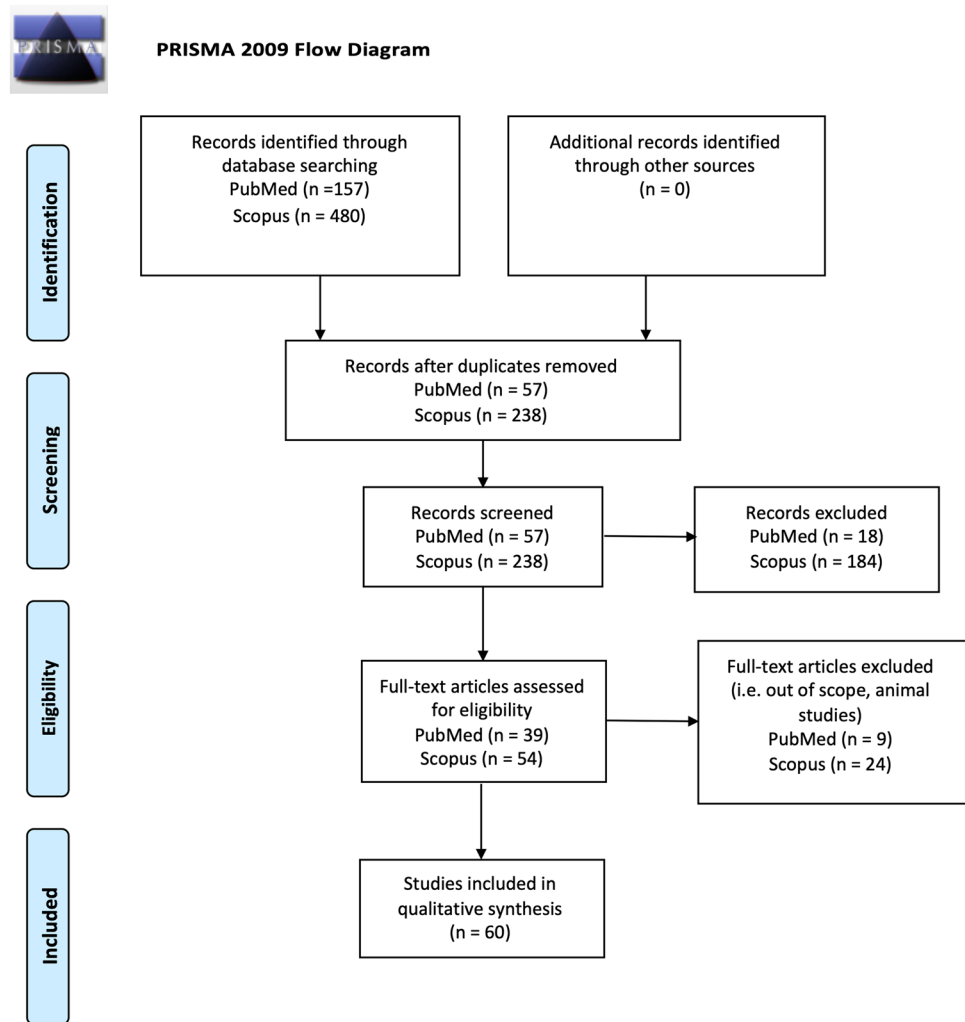 PRISMA
PRISMA 2009 Flow Diagram
Identification
Records identified through
database searching
PubMed (n =157)
Scopus (n = 480)
Additional records identified
through other sources
(n = 0)
Screening
Records after duplicates removed
PubMed (n = 57)
Scopus (n = 238)
Records screened
PubMed (n = 57)
Scopus (n = 238)
Records excluded
PubMed (n = 18)
Scopus (n = 184)
Eligibility
Full-text articles assessed
for eligibility
PubMed (n = 39)
Scopus (n = 54)
Full-text articles excluded
(i.e. out of scope, animal
studies)
PubMed (n = 9)
Scopus (n = 24)
Included
Studies included in
qualitative synthesis
(n = 60)